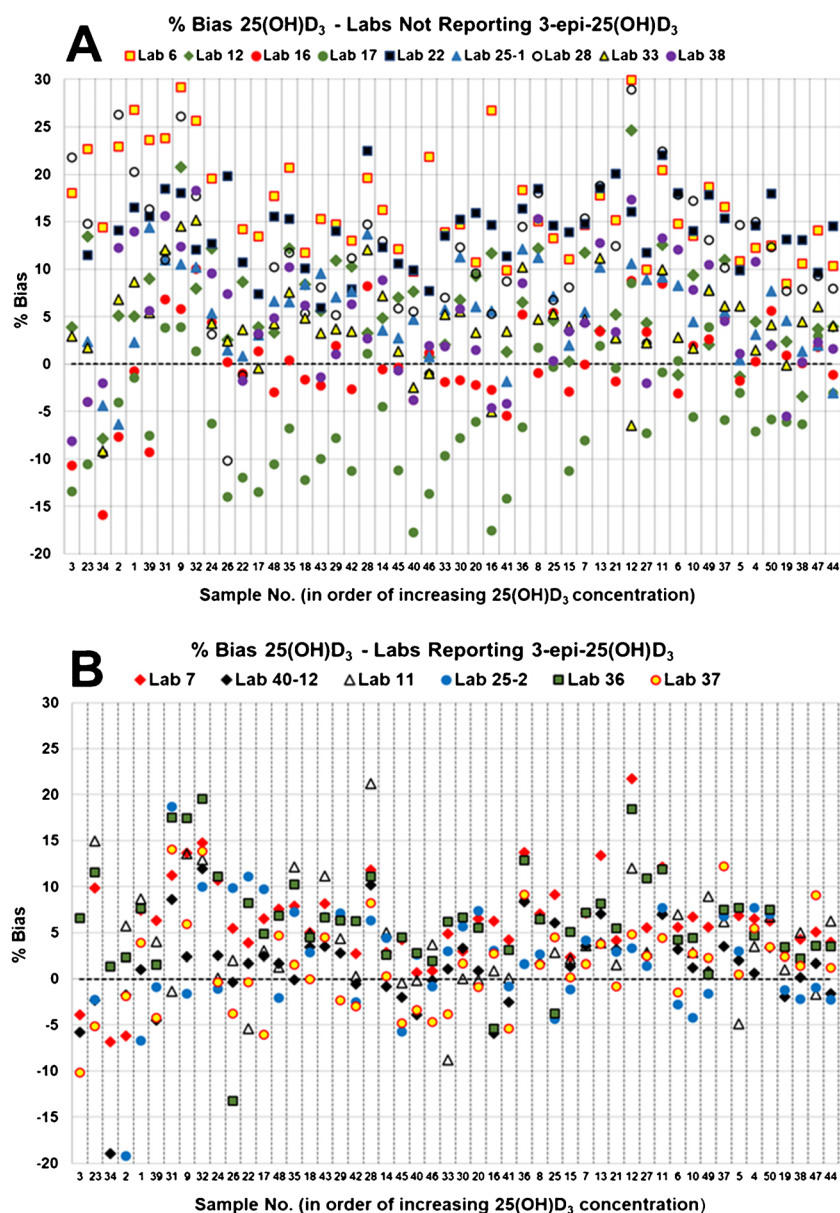 A
% Bias 25(OH)D3 - Labs Not Reporting 3-epi-25(OH)D3
Lab 6 Lab 12 Lab 16 Lab 17 Lab 22 Lab 25-1 Lab 28 Lab 33 Lab 38
30
25
20
15
10
5
0
-5
-10
-15
-20
% Bias
3 23 34 2 1 39 31 9 32 24 26 22 17 48 35 18 43 29 42 28 14 45 40 46 33 30 20 16 41 36 8 25 15 7 13 21 12 27 11 6 10 49 37 5 4 50 19 38 47 44
Sample No. (in order of increasing 25(OH)D3 concentration)
B
% Bias 25(OH)D3 - Labs Reporting 3-epi-25(OH)D3
Lab 7 Lab 40-12 Lab 11 Lab 25-2 Lab 36 Lab 37
30
25
20
15
10
5
0
-5
-10
-15
-20
% Bias
3 23 34 2 1 39 31 9 32 24 26 22 17 48 35 18 43 29 42 28 14 45 40 46 33 30 20 16 41 36 8 25 15 7 13 21 12 27 11 6 10 49 37 5 4 50 19 38 47 44
Sample No. (in order of increasing 25(OH)D3 concentration)